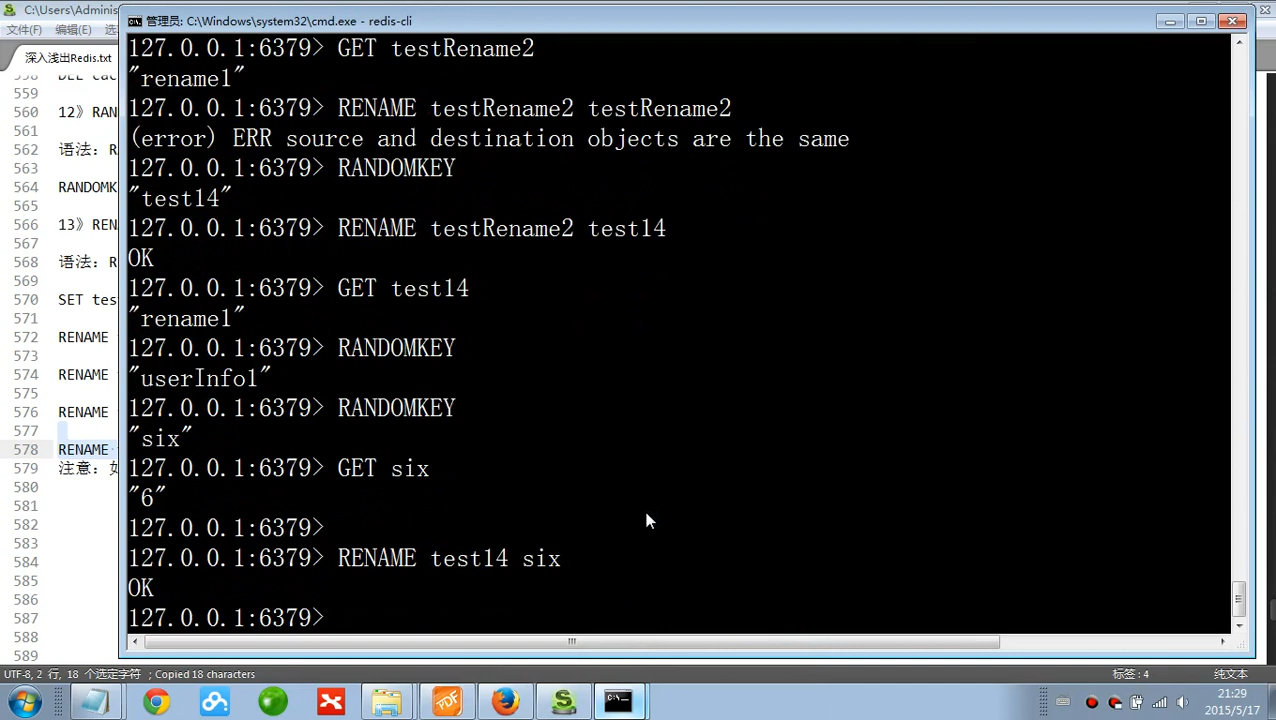 C:\Users\Adminis
管理员: C:\Windows\system32\cmd.exe - redis-cli
文件(F) 编辑(E) 选
深入浅出Redis.txt
558 DEL cac
559
560 12》RAN
561
562 语法：R
563
564 RANDOMK
565
566 13》REN
567
568 语法：R
569
570 SET tes
571
572 RENAME
573
574 RENAME
575
576 RENAME
577
578 RENAME
579 注意：如
580
581
582
583
584
585
586
587
588
589
127.0.0.1:6379> GET testRename2
"rename1"
127.0.0.1:6379> RENAME testRename2 testRename2
(error) ERR source and destination objects are the same
127.0.0.1:6379> RANDOMKEY
"test14"
127.0.0.1:6379> RENAME testRename2 test14
OK
127.0.0.1:6379> GET test14
"rename1"
127.0.0.1:6379> RANDOMKEY
"userInfo1"
127.0.0.1:6379> RANDOMKEY
"six"
127.0.0.1:6379> GET six
"6"
127.0.0.1:6379>
127.0.0.1:6379> RENAME test14 six
OK
127.0.0.1:6379>
UTF-8, 2 行, 18 个选定字符 ; Copied 18 characters
标签: 4
纯文本
PDF
21:29
2015/5/17